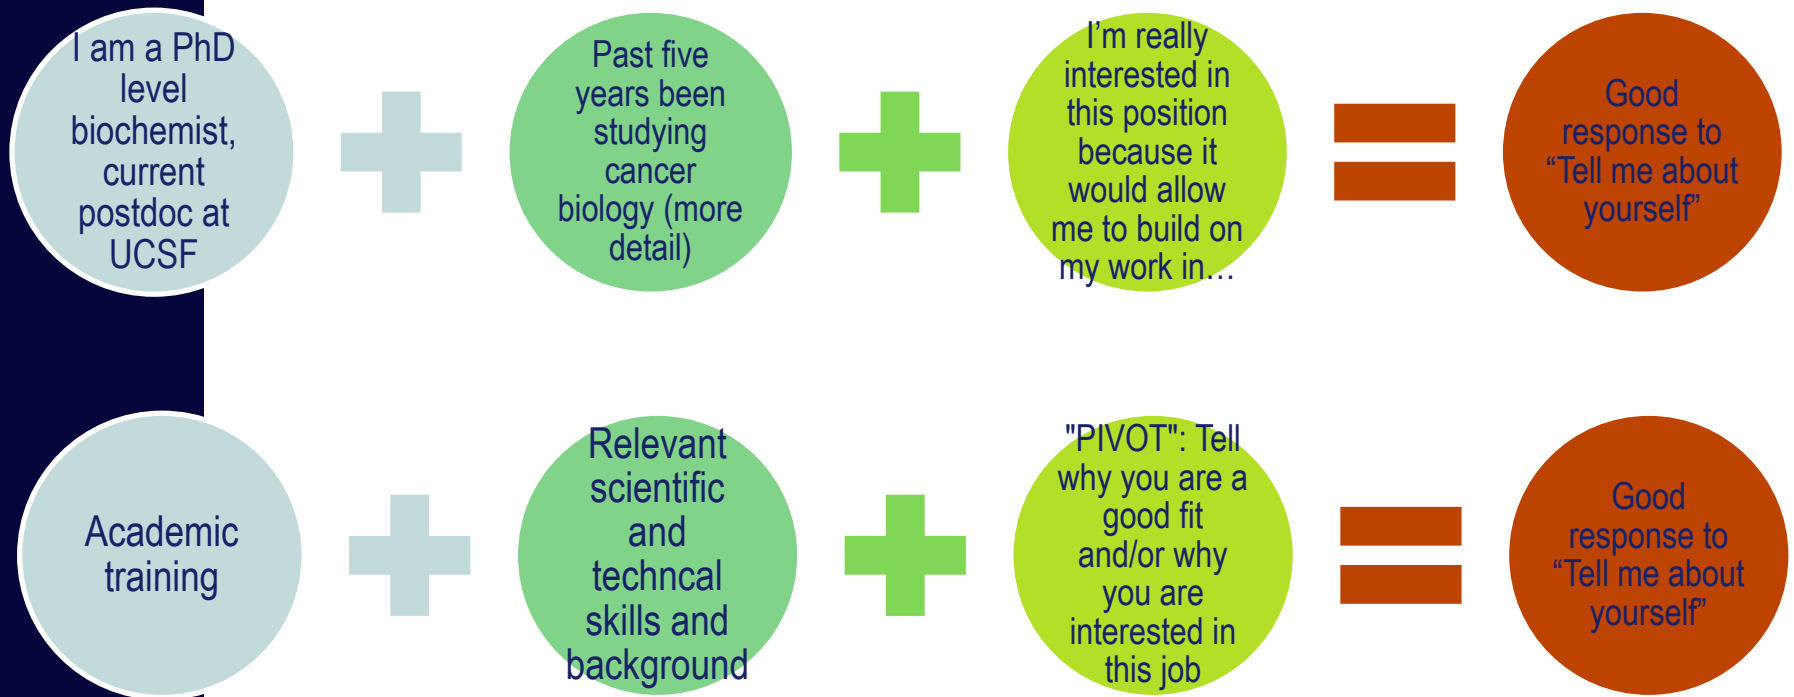 I am a PhD
level
biochemist,
current
postdoc at
UCSF
Past five
years been
studying
cancer
biology (more
detail)
I’m really
interested in
this position
because it
would allow
me to build on
my work in…
Good
response to
“Tell me about
yourself”
Academic
training
Relevant
scientific
and
techncal
skills and
background
"PIVOT": Tell
why you are a
good fit
and/or why
you are
interested in
this job
Good
response to
“Tell me about
yourself”